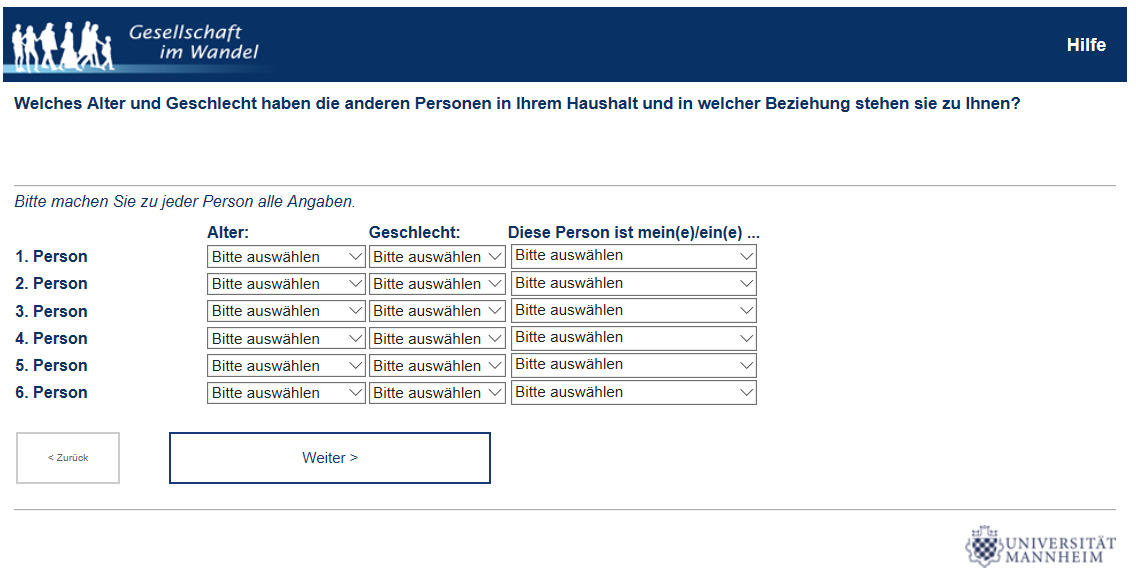 Gesellschaft
im Wandel
Hilfe
Welches Alter und Geschlecht haben die anderen Personen in Ihrem Haushalt und in welcher Beziehung stehen sie zu Ihnen?
Bitte machen Sie zu jeder Person alle Angaben.
Alter: Geschlecht: Diese Person ist mein(e)/ein(e) ...
1. Person Bitte auswählen Bitte auswählen Bitte auswählen
2. Person Bitte auswählen Bitte auswählen Bitte auswählen
3. Person Bitte auswählen Bitte auswählen Bitte auswählen
4. Person Bitte auswählen Bitte auswählen Bitte auswählen
5. Person Bitte auswählen Bitte auswählen Bitte auswählen
6. Person Bitte auswählen Bitte auswählen Bitte auswählen
< Zurück Weiter >
UNIVERSITÄT
MANNHEIM